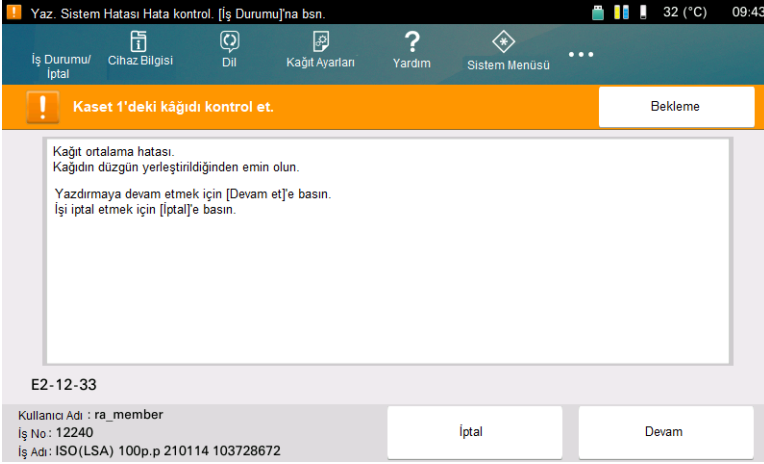 Yaz. Sistem Hatası Hata kontrol. [İş Durumu]'na bsn.
32 (°C)
09:43
İş Durumu/
İptal
Cihaz Bilgisi
Dil
Kağıt Ayarları
Yardım
Sistem Menüsü
Kaset 1'deki kâğıdı kontrol et.
Bekleme
Kağıt ortalama hatası.
Kağıdın düzgün yerleştirildiğinden emin olun.
Yazdırmaya devam etmek için [Devam et]'e basın.
İşi iptal etmek için [İptal]'e basın.
E2-12-33
Kullanıcı Adı : ra_member
İş No : 12240
İş Adı : ISO(LSA) 100p.p 210114 103728672
İptal
Devam